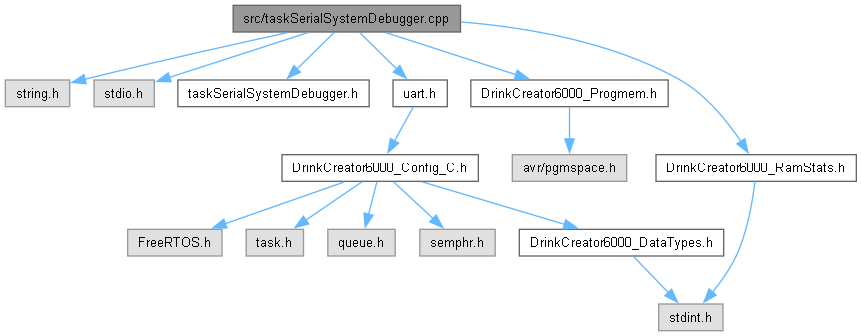 src/taskSerialSystemDebugger.cpp
string.h
stdio.h
taskSerialSystemDebugger.h
uart.h
DrinkCreator6000_Progmem.h
DrinkCreator6000_Config_C.h
avr/pgmspace.h
DrinkCreator6000_RamStats.h
FreeRTOS.h
task.h
queue.h
semphr.h
DrinkCreator6000_DataTypes.h
stdint.h